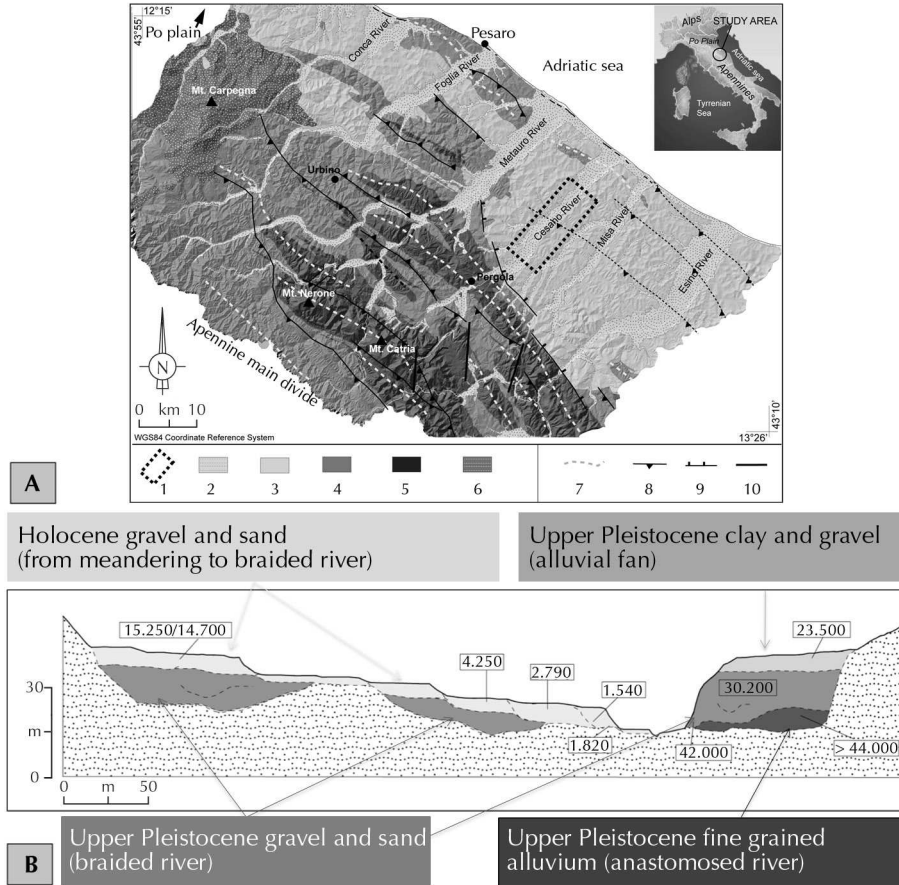 12°15'
43°55'
Po plain
Pesaro
Conca River
Foglia River
Adriatic sea
Mt. Carpegna
Metauro River
Urbino
Cesano River
Misa River
Esino River
Pergola
Mt. Nerone
Mt. Catria
Apennine main divide
N
0 km 10
WGS84 Coordinate Reference System
43°10'
13°26'
Alps
STUDY AREA
Po Plain
Adriatic sea
Apennines
Tyrrenian
Sea
A
1 2 3 4 5 6 7 8 9 10
Holocene gravel and sand
(from meandering to braided river)
Upper Pleistocene clay and gravel
(alluvial fan)
15.250/14.700
4.250
2.790
1.540
1.820
23.500
30.200
42.000
> 44.000
30
m
0
0 m 50
B
Upper Pleistocene gravel and sand
(braided river)
Upper Pleistocene fine grained
alluvium (anastomosed river)